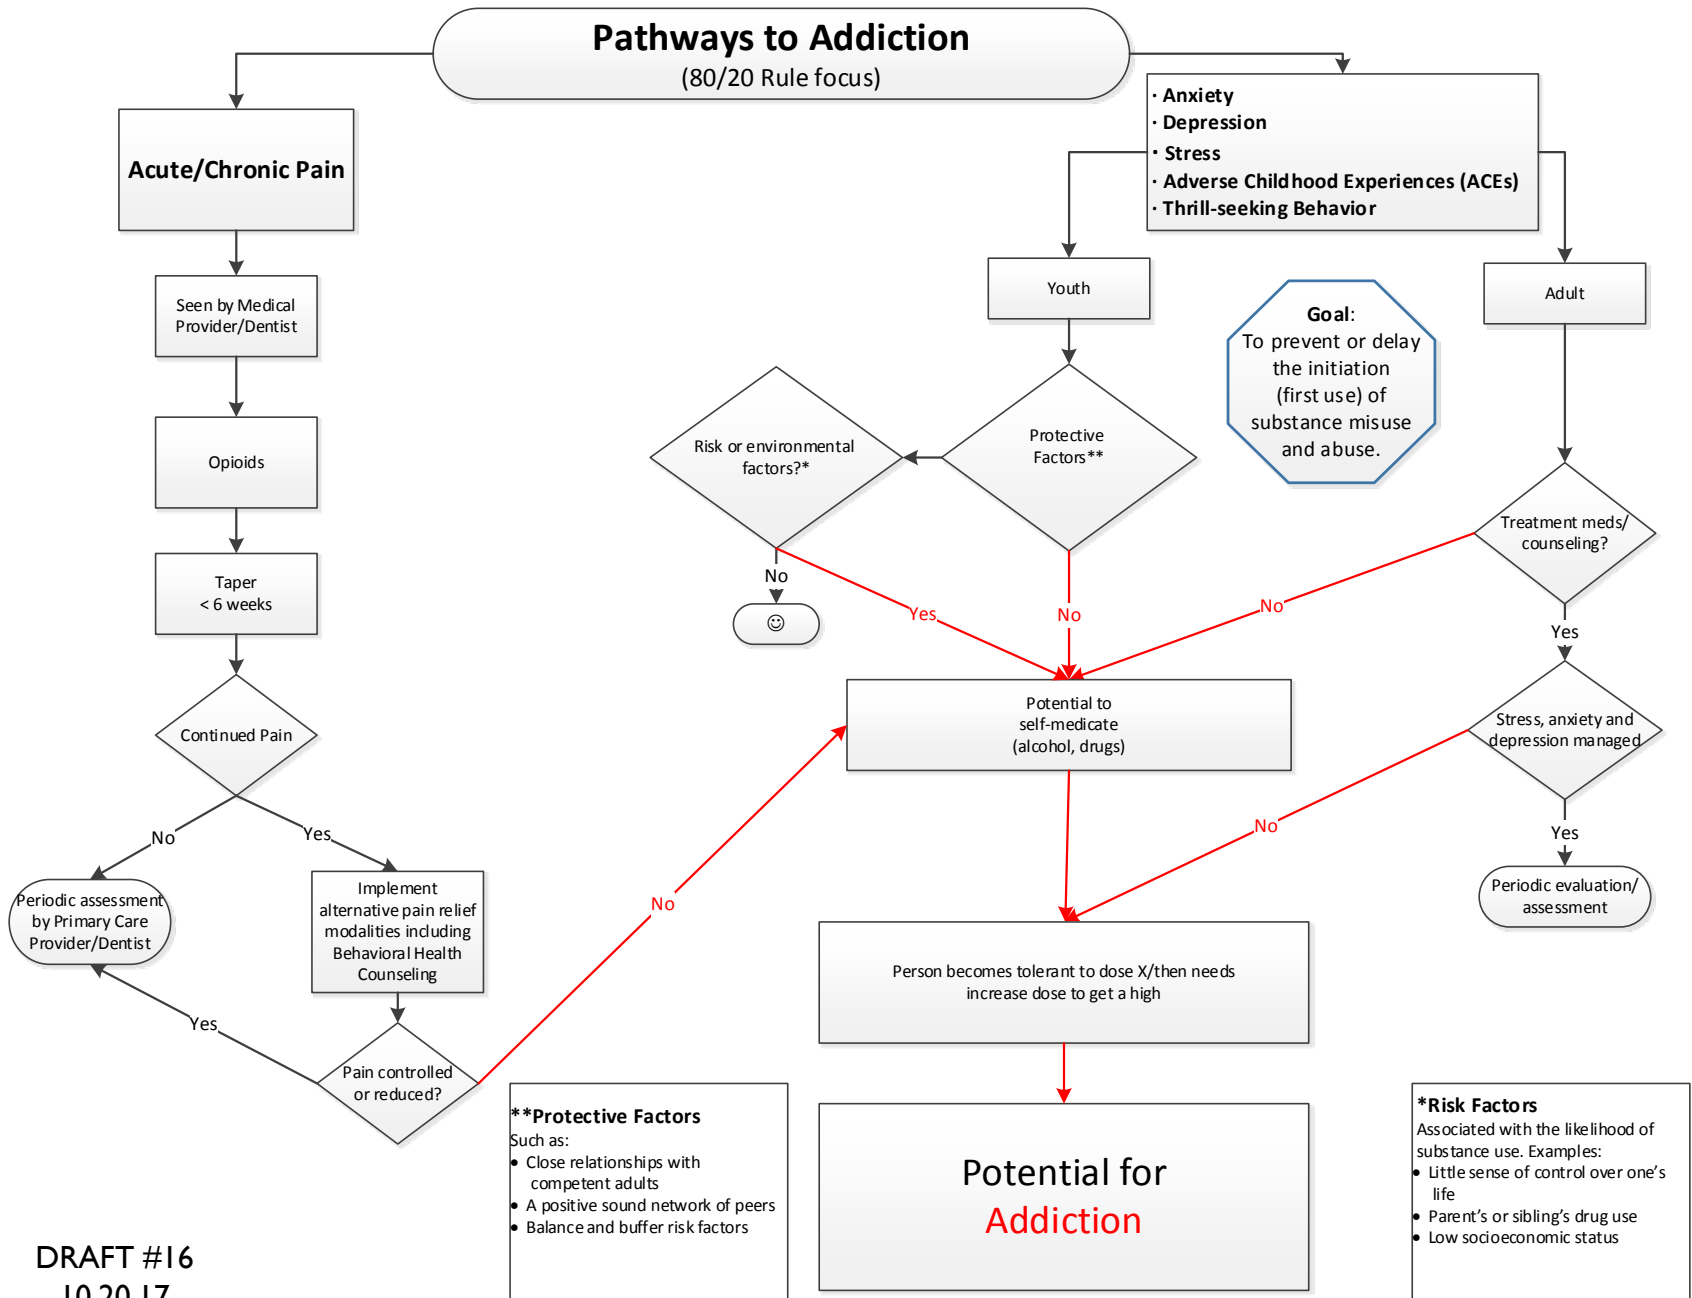 Pathways to Addiction
(80/20 Rule focus)
Acute/Chronic Pain
Seen by Medical
Provider/Dentist
Opioids
Taper
< 6 weeks
Continued Pain
No
Yes
Periodic assessment
by Primary Care
Provider/Dentist
Implement
alternative pain relief
modalities including
Behavioral Health
Counseling
Yes
Pain controlled
or reduced?
No
· Anxiety
· Depression
· Stress
· Adverse Childhood Experiences (ACEs)
· Thrill-seeking Behavior
Youth
Adult
Goal:
To prevent or delay
the initiation
(first use) of
substance misuse
and abuse.
Protective
Factors**
Risk or environmental
factors?*
No
☺
Yes
No
No
Treatment meds/
counseling?
Yes
Stress, anxiety and
depression managed
No
Yes
Periodic evaluation/
assessment
Potential to
self-medicate
(alcohol, drugs)
Person becomes tolerant to dose X/then needs
increase dose to get a high
Potential for
Addiction
**Protective Factors
Such as:
• Close relationships with
competent adults
• A positive sound network of peers
• Balance and buffer risk factors
*Risk Factors
Associated with the likelihood of
substance use. Examples:
• Little sense of control over one's
life
• Parent's or sibling's drug use
• Low socioeconomic status
DRAFT #16
10.20.17